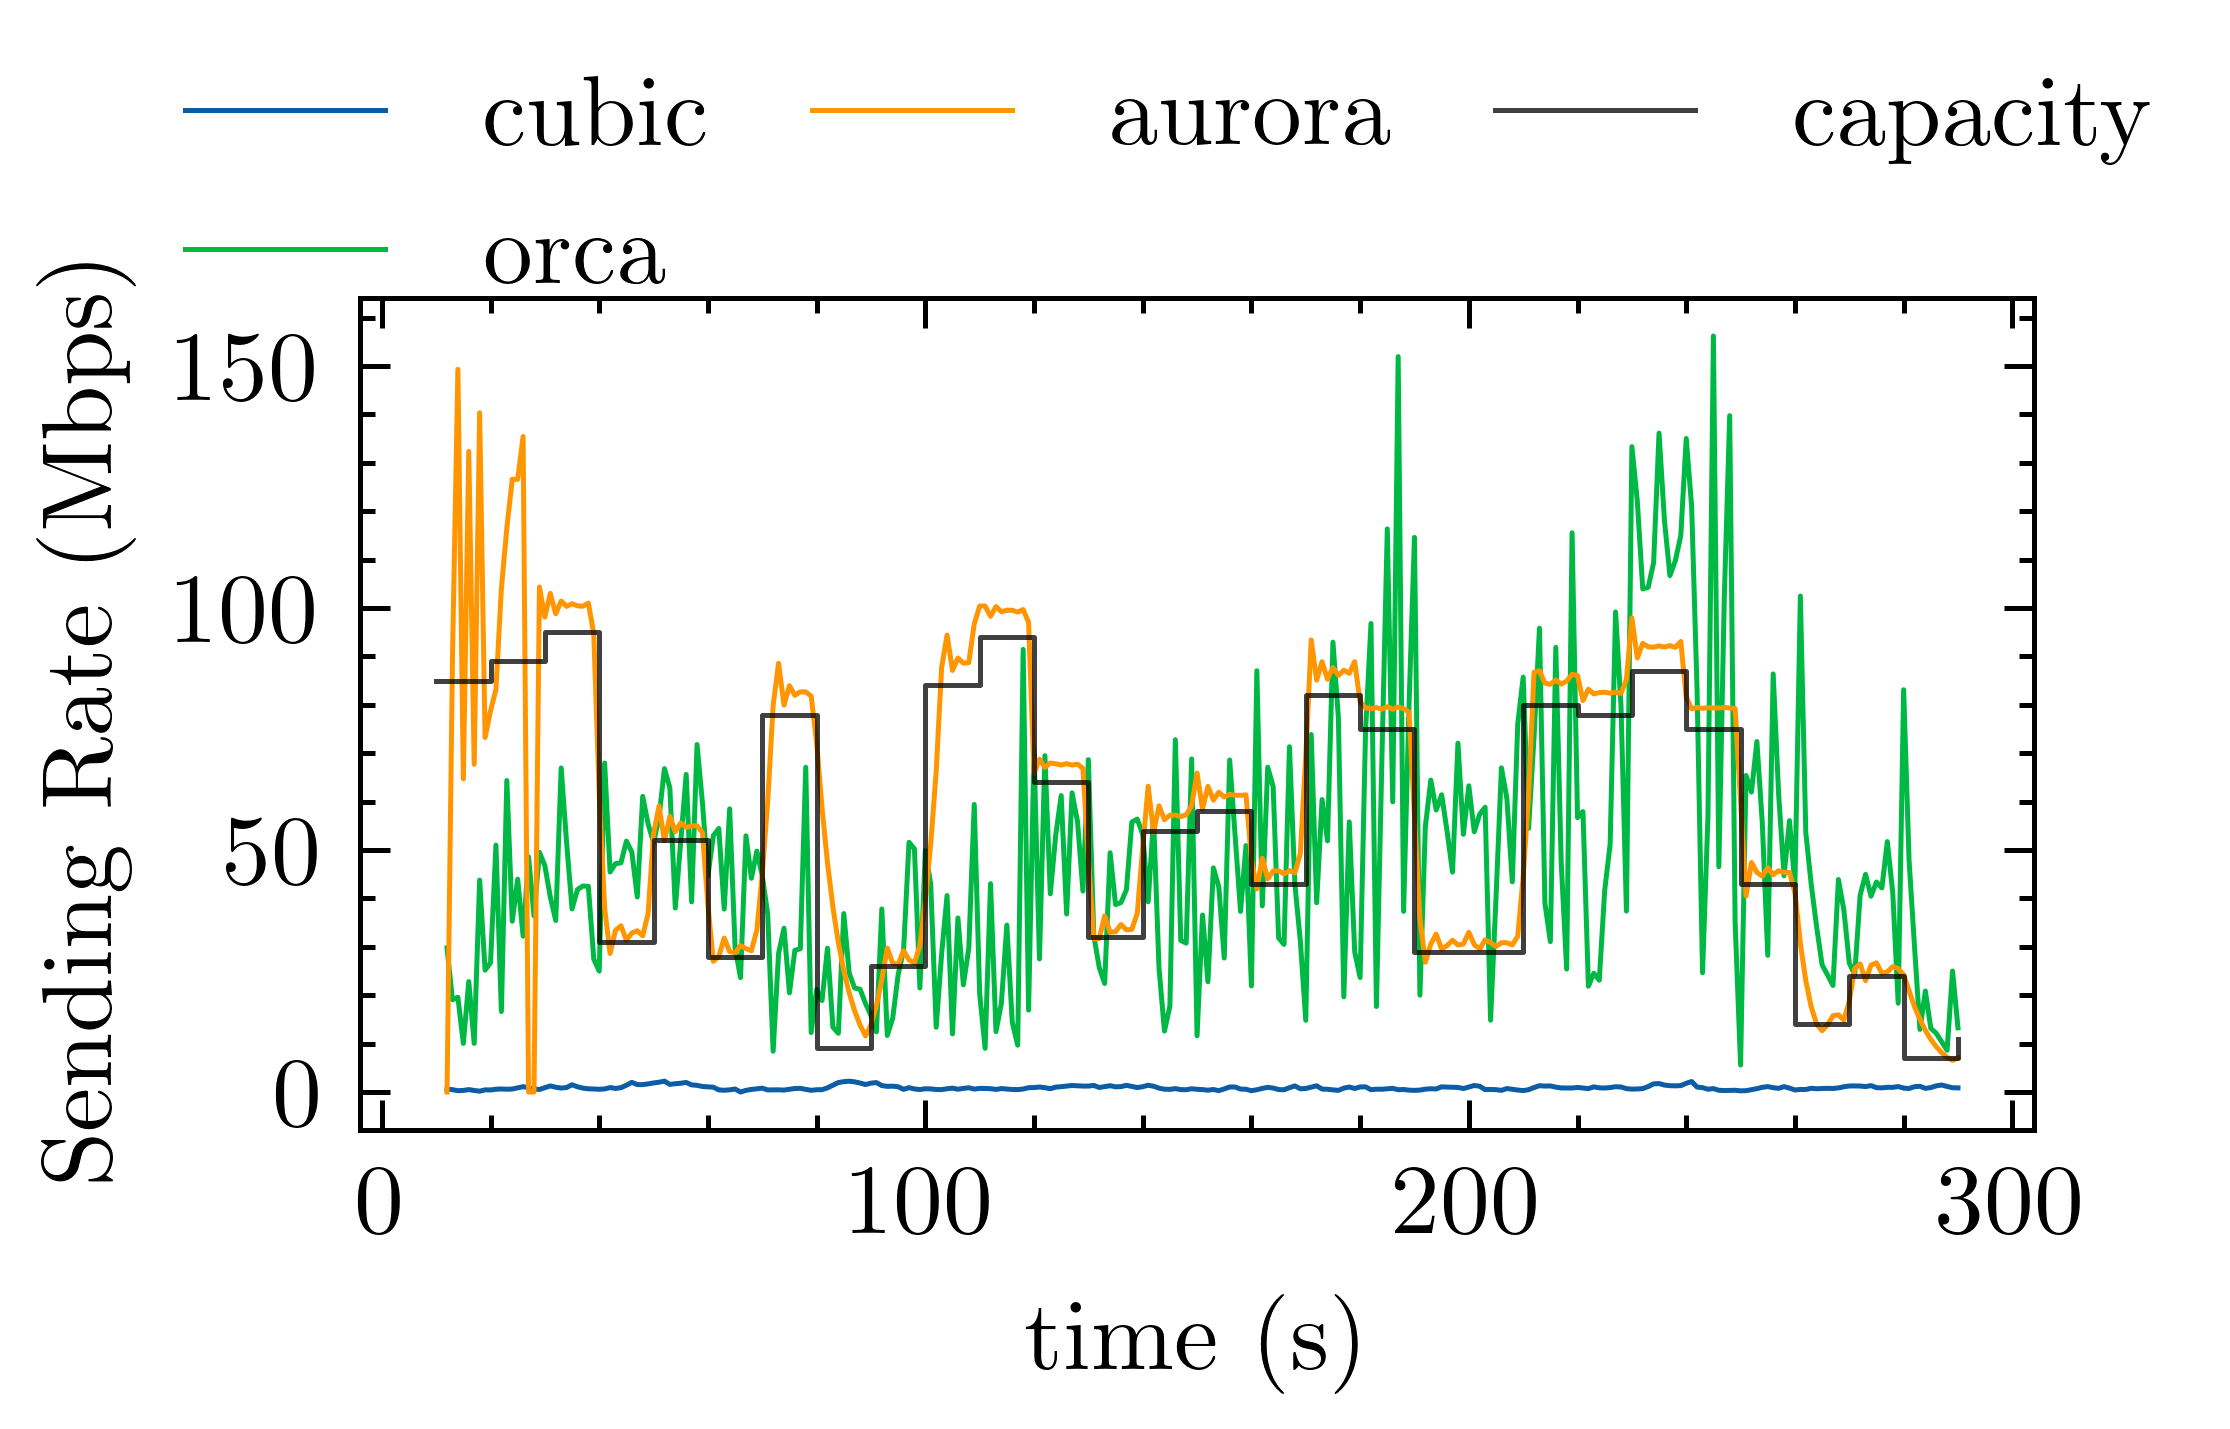 cubic aurora capacity
orca
Sending Rate (Mbps)
150
100
50
0
0 100 200 300
time (s)